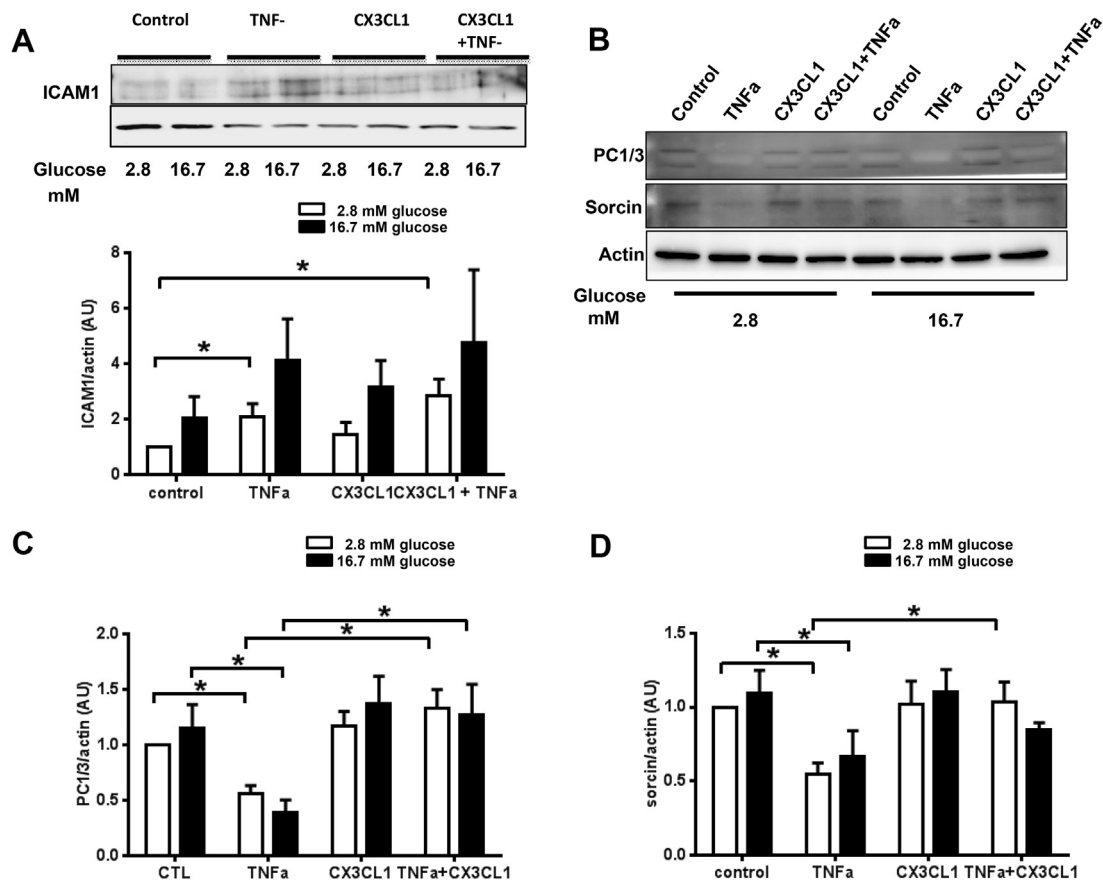 A
Control TNF- CX3CL1 CX3CL1
+TNF-
ICAM1
Glucose 2.8 16.7 2.8 16.7 2.8 16.7 2.8 16.7
mM
2.8 mM glucose
16.7 mM glucose
ICAM1/actin (AU)
8
6
4
2
0
*
*
control TNFa CX3CL1 CX3CL1 + TNFa
B
Control TNFa CX3CL1 CX3CL1+TNFa Control TNFa CX3CL1 CX3CL1+TNFa
PC1/3
Sorcin
Actin
Glucose
mM 2.8 16.7
C
2.8 mM glucose
16.7 mM glucose
PC1/3/actin (AU)
2.0
1.5
1.0
0.5
0.0
*
*
*
*
CTL TNFa CX3CL1 TNFa+CX3CL1
D
2.8 mM glucose
16.7 mM glucose
sorcin/actin (AU)
1.5
1.0
0.5
0.0
*
*
*
control TNFa CX3CL1 TNFa+CX3CL1